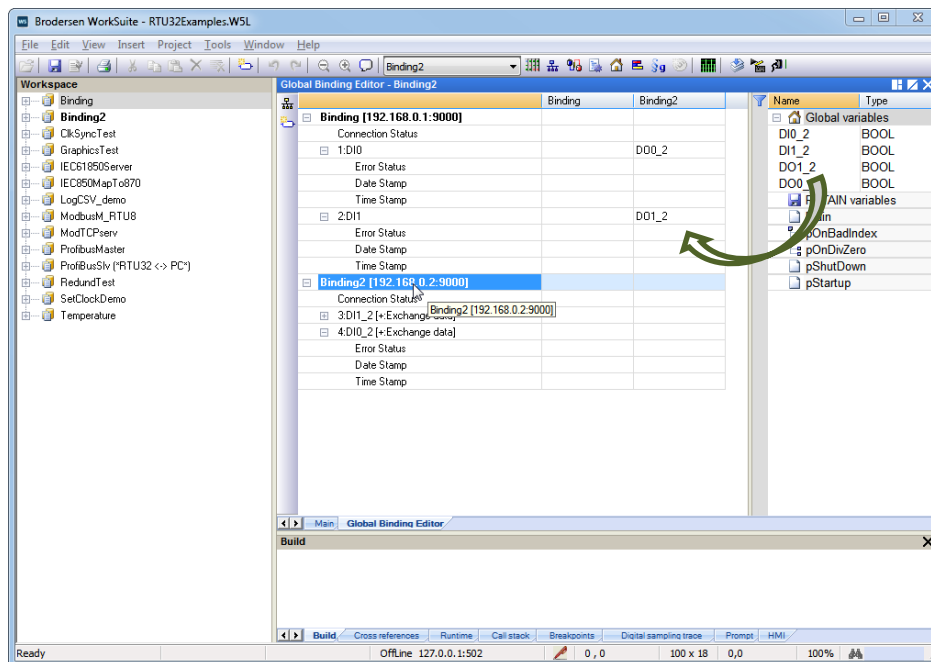 Brodersen WorkSuite - RTU32Examples.W5L
File Edit View Insert Project Tools Window Help
Binding2
Workspace
Binding
Binding2
ClkSyncTest
GraphicsTest
IEC61850Server
IEC850MapTo870
LogCSV_demo
ModbusM_RTU8
ModTCPserv
ProfibusMaster
ProfiBusSlv (*RTU32 <-> PC*)
RedundTest
SetClockDemo
Temperature
Global Binding Editor - Binding2
Binding Binding2
Binding [192.168.0.1:9000]
Connection Status
1:DI0 DO0_2
Error Status
Date Stamp
Time Stamp
2:DI1 DO1_2
Error Status
Date Stamp
Time Stamp
Binding2 [192.168.0.2:9000]
Connection Status
Binding2 [192.168.0.2:9000]
3:DI1_2 [+:Exchange data]
4:DI0_2 [+:Exchange data]
Error Status
Date Stamp
Time Stamp
Name Type
Global variables
DI0_2 BOOL
DI1_2 BOOL
DO1_2 BOOL
DO0 BOOL
variables
Main
pOnBadIndex
pOnDivZero
pShutDown
pStartup
Main Global Binding Editor
Build
Build Cross references Runtime Call stack Breakpoints Digital sampling trace Prompt HMI
Ready OffLine 127.0.0.1:502 0 , 0 100 x 18 0,0 100%